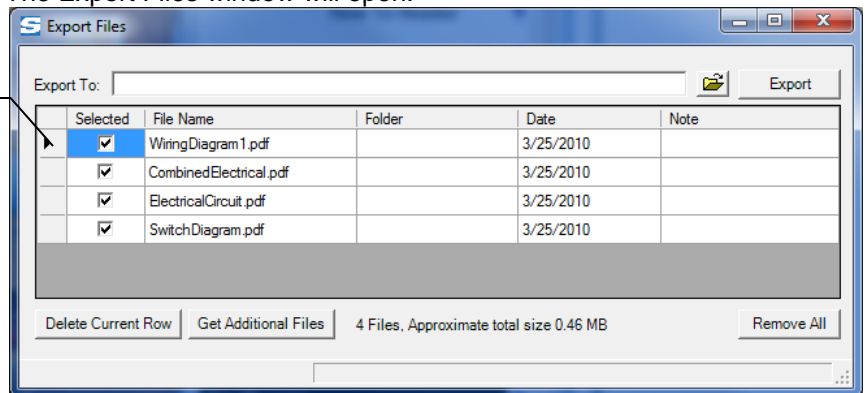 The Export Files window will open.
Export Files
Export To:
Export
Selected File Name Folder Date Note
WiringDiagram1.pdf 3/25/2010
CombinedElectrical.pdf 3/25/2010
ElectricalCircuit.pdf 3/25/2010
SwitchDiagram.pdf 3/25/2010
Delete Current Row Get Additional Files 4 Files, Approximate total size 0.46 MB Remove All